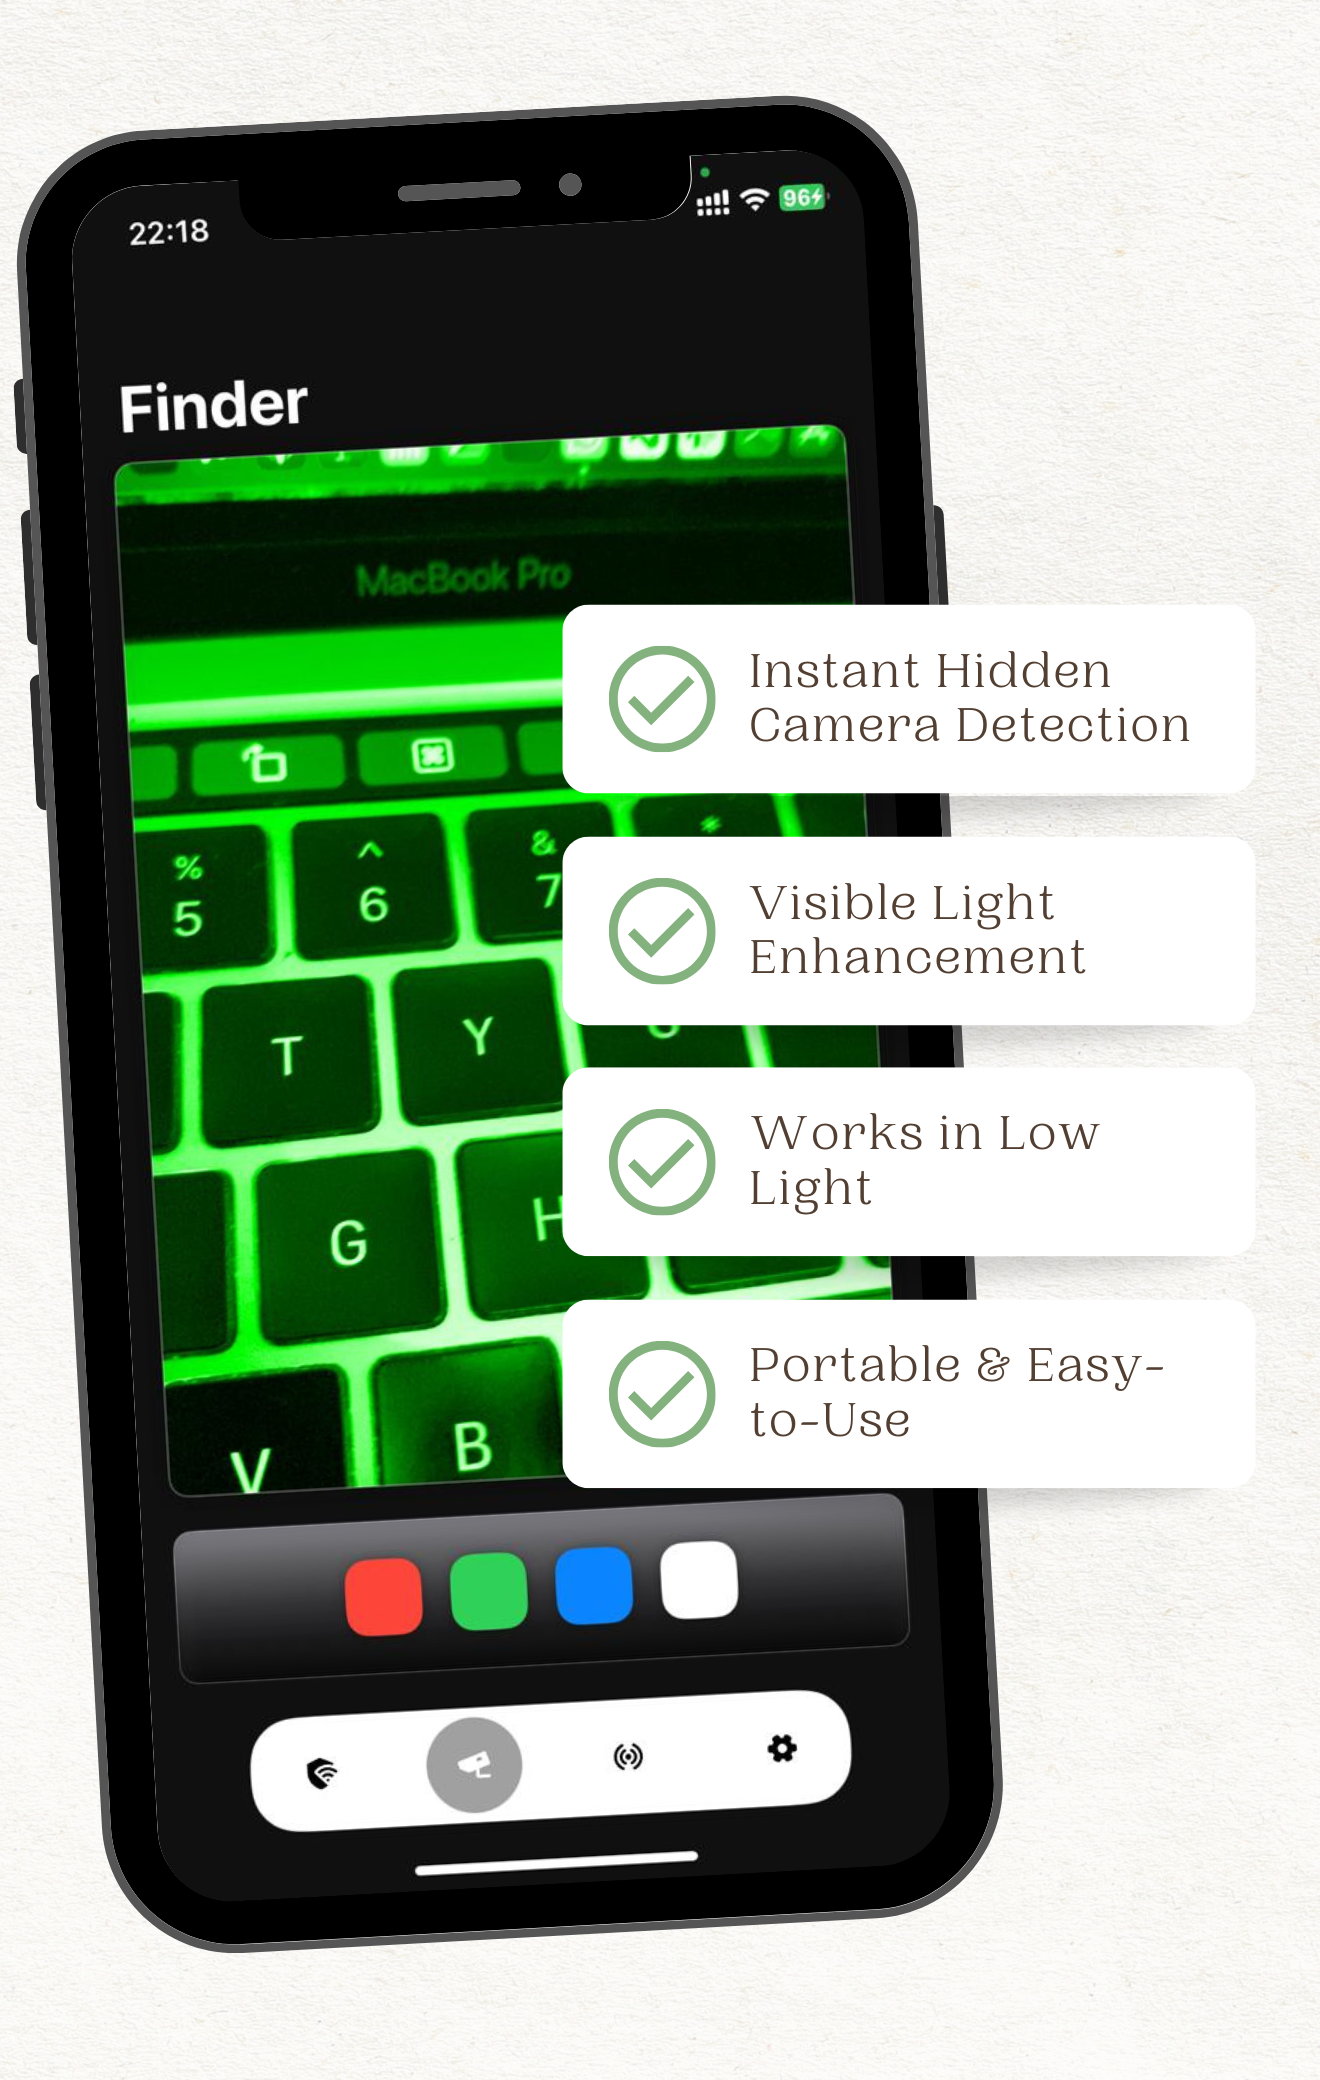 22:18
96
Finder
MacBook Pro
Instant Hidden
Camera Detection
% ^ & *
5 6 7
Visible Light
Enhancement
T Y
Works in Low
Light
G H
Portable & Easy-
to-Use
V B